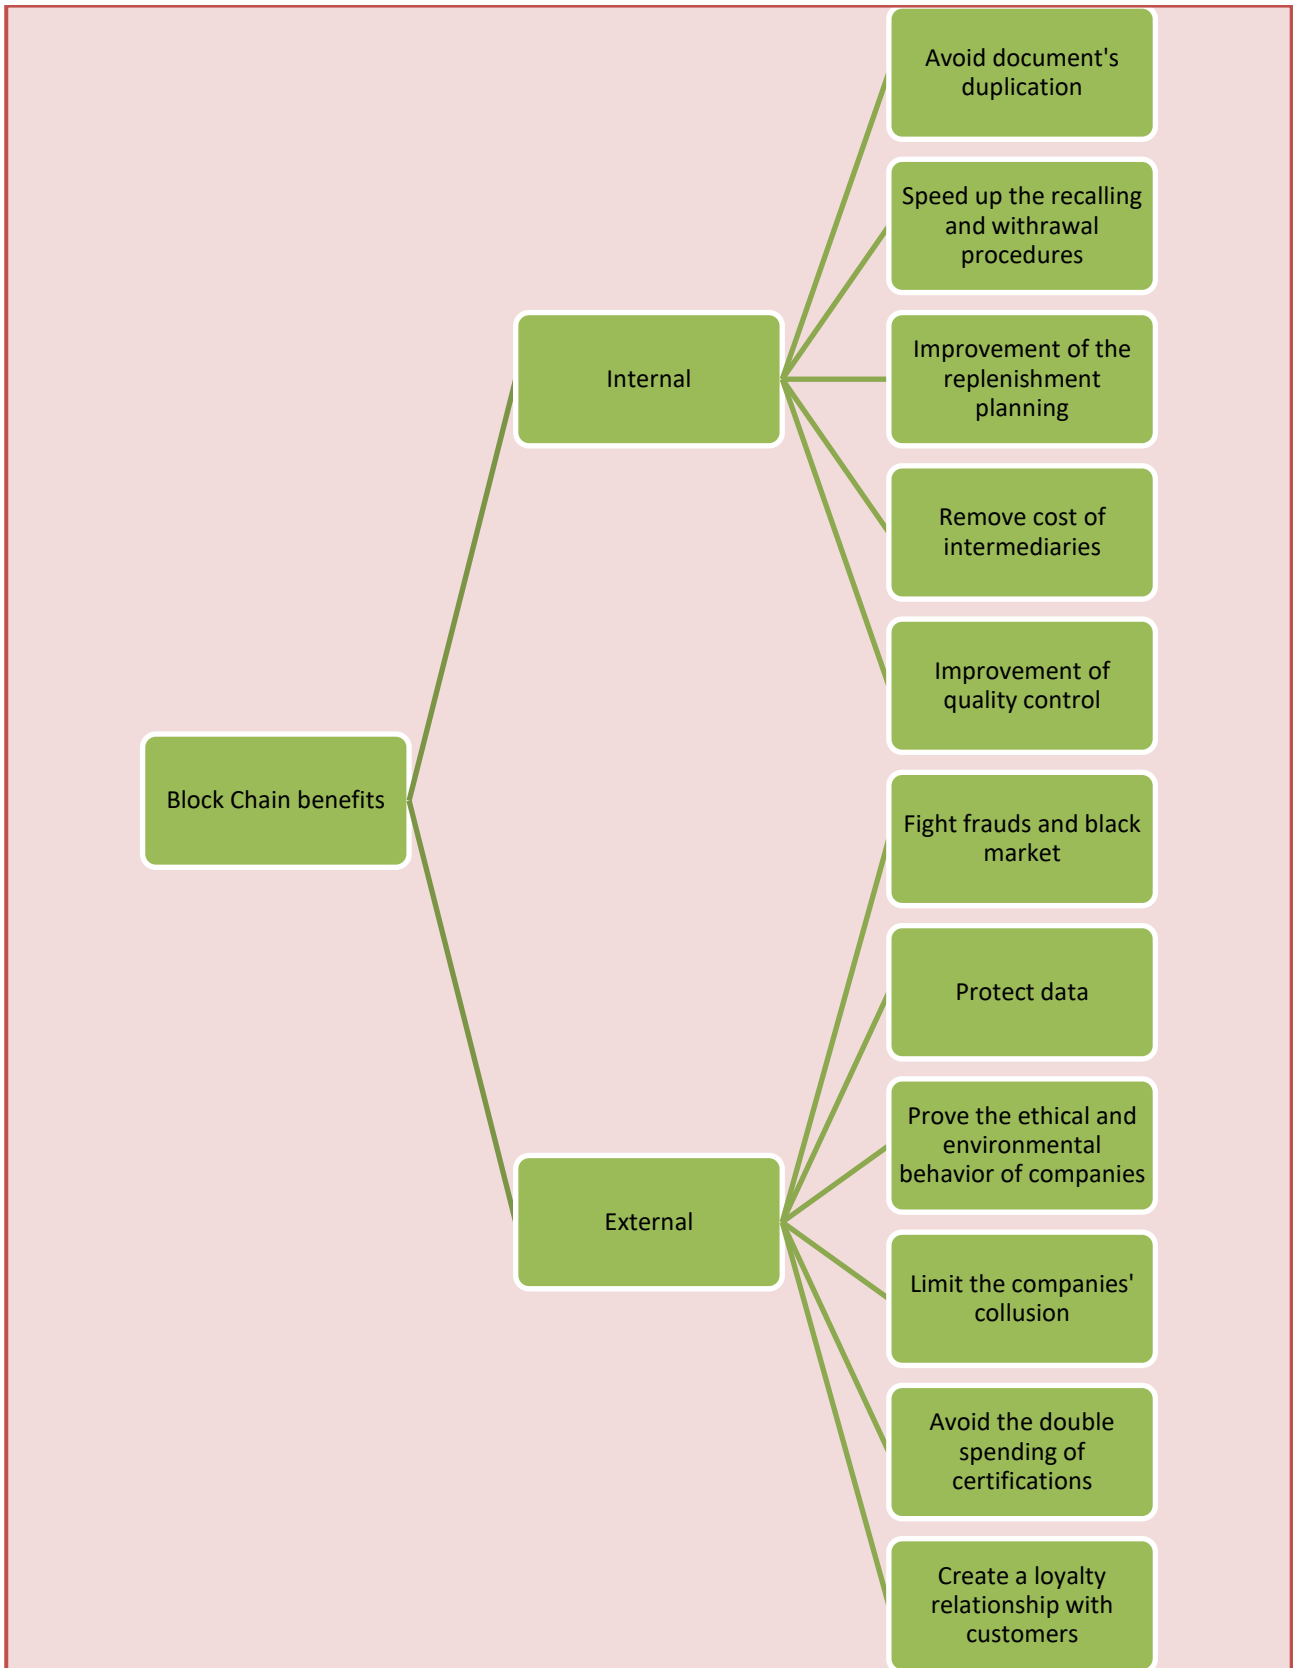 Block Chain benefits
Internal
Avoid document's
duplication
Speed up the recalling
and withrawal
procedures
Improvement of the
replenishment
planning
Remove cost of
intermediaries
Improvement of
quality control
External
Fight frauds and black
market
Protect data
Prove the ethical and
environmental
behavior of companies
Limit the companies'
collusion
Avoid the double
spending of
certifications
Create a loyalty
relationship with
customers